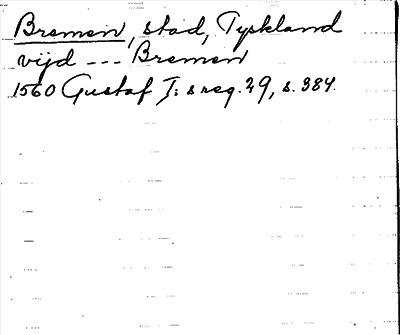 Bremen, stad, Tyskland
vijd --- Bremen
1560 Gustaf I:s reg. 29, s. 384.